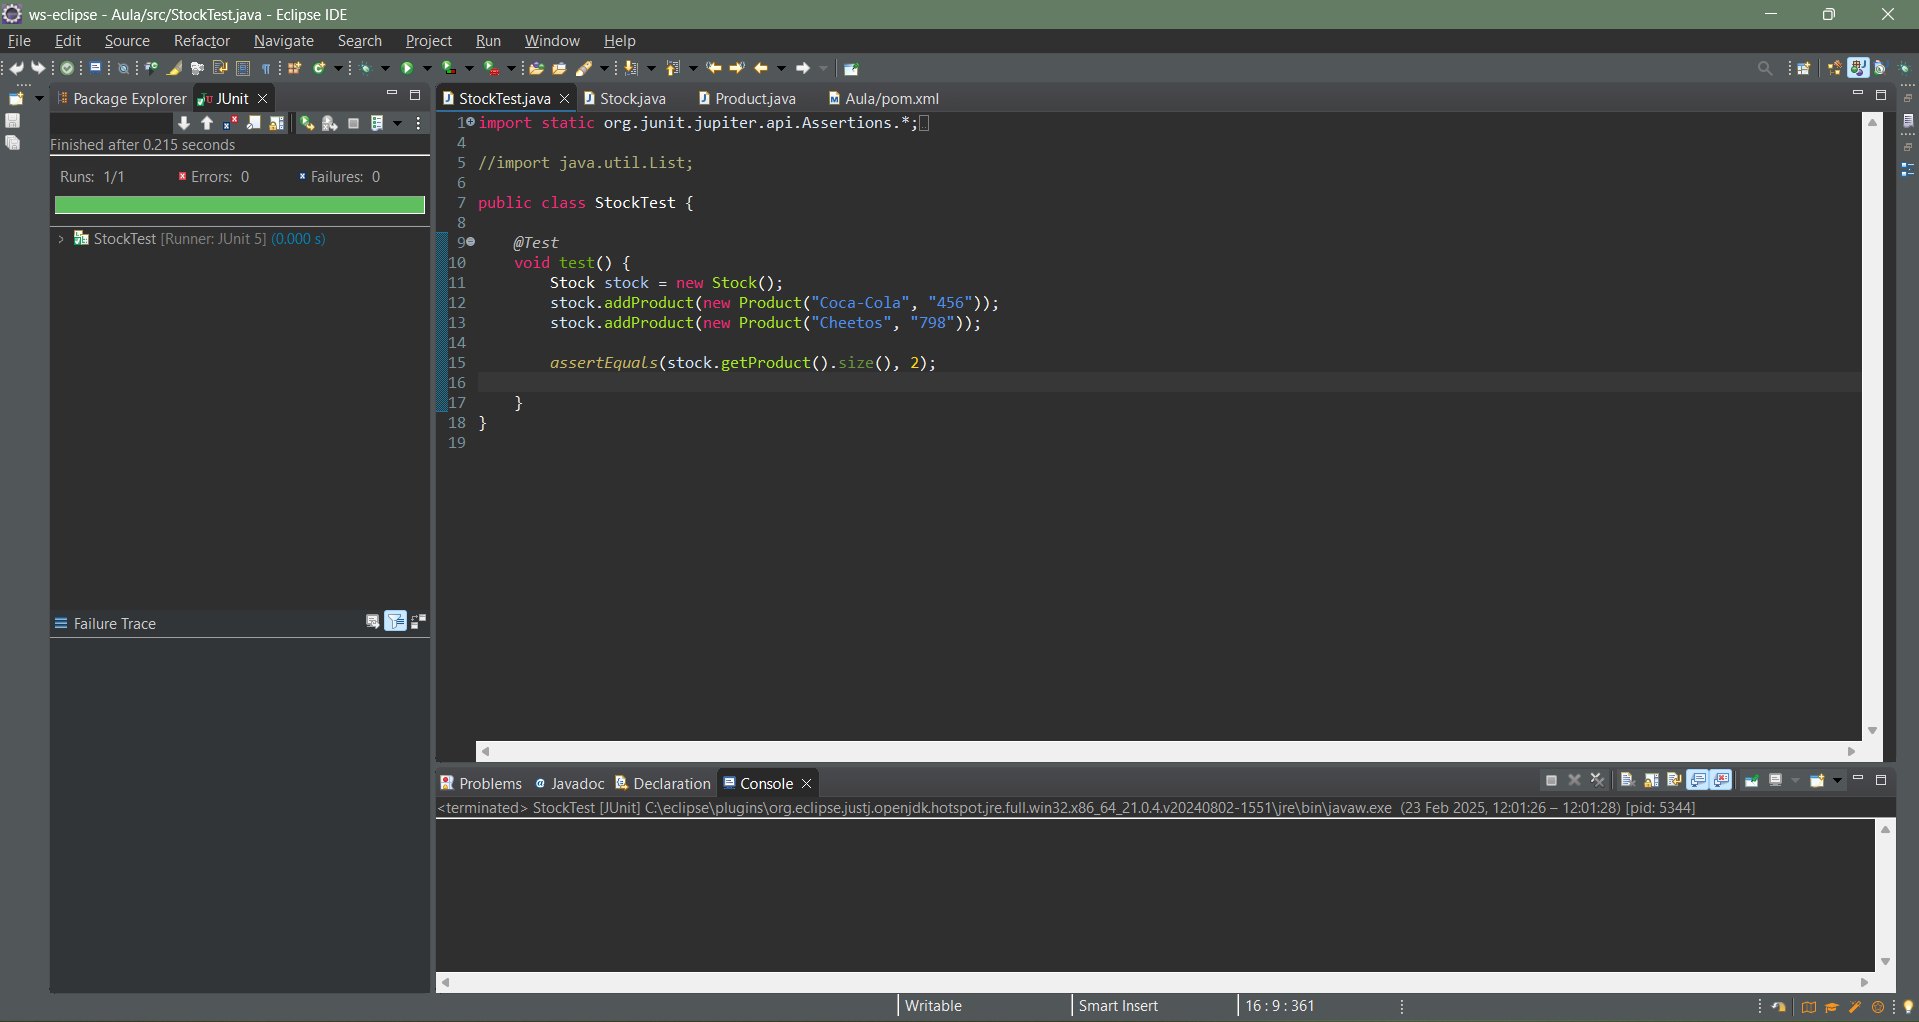 ws-eclipse - Aula/src/StockTest.java - Eclipse IDE
File Edit Source Refactor Navigate Search Project Run Window Help
Package Explorer JUnit
Finished after 0.215 seconds
Runs: 1/1 Errors: 0 Failures: 0
StockTest [Runner: JUnit 5] (0.000 s)
Failure Trace
StockTest.java Stock.java Product.java Aula/pom.xml
1 import static org.junit.jupiter.api.Assertions.*;
4
5 //import java.util.List;
6
7 public class StockTest {
8
9 @Test
10 void test() {
11 Stock stock = new Stock();
12 stock.addProduct(new Product("Coca-Cola", "456"));
13 stock.addProduct(new Product("Cheetos", "798"));
14
15 assertEquals(stock.getProduct().size(), 2);
16
17 }
18 }
19
Problems Javadoc Declaration Console
<terminated> StockTest [JUnit] C:\eclipse\plugins\org.eclipse.justj.openjdk.hotspot.jre.full.win32.x86_64_21.0.4.v20240802-1551\jre\bin\javaw.exe (23 Feb 2025, 12:01:26 – 12:01:28) [pid: 5344]
Writable Smart Insert 16 : 9 : 361